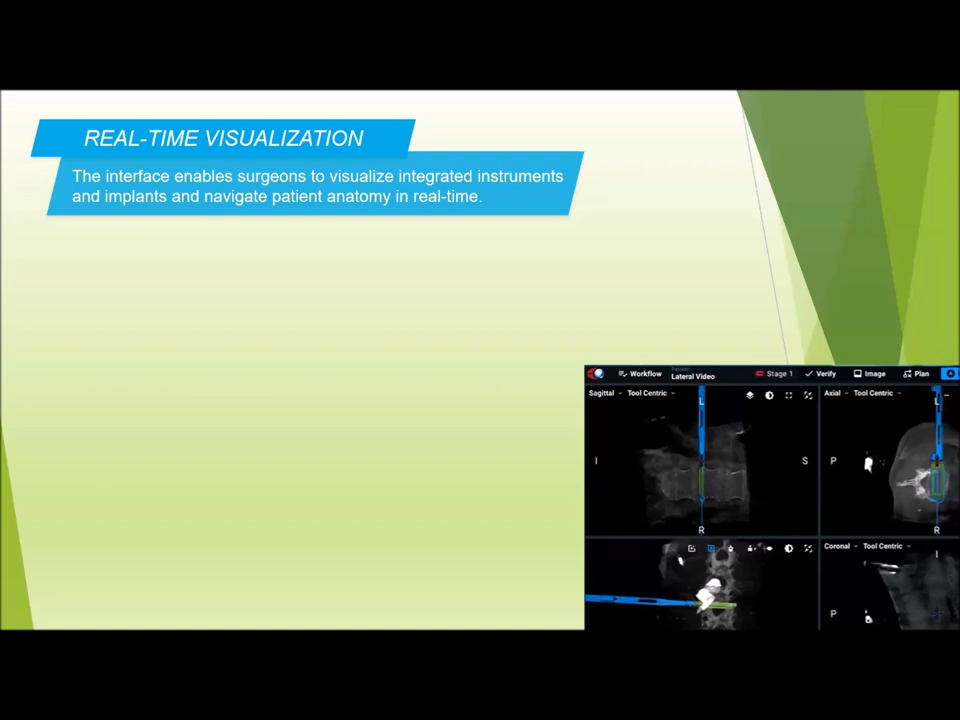 REAL-TIME VISUALIZATION
The interface enables surgeons to visualize integrated instruments
and implants and navigate patient anatomy in real-time.
Workflow
Lateral Video
Stage 1
Verify
Image
Plan
Sagittal Tool Centric
Axial Tool Centric
L
L
I
S
P
R
R
Coronal Tool Centric
I
P